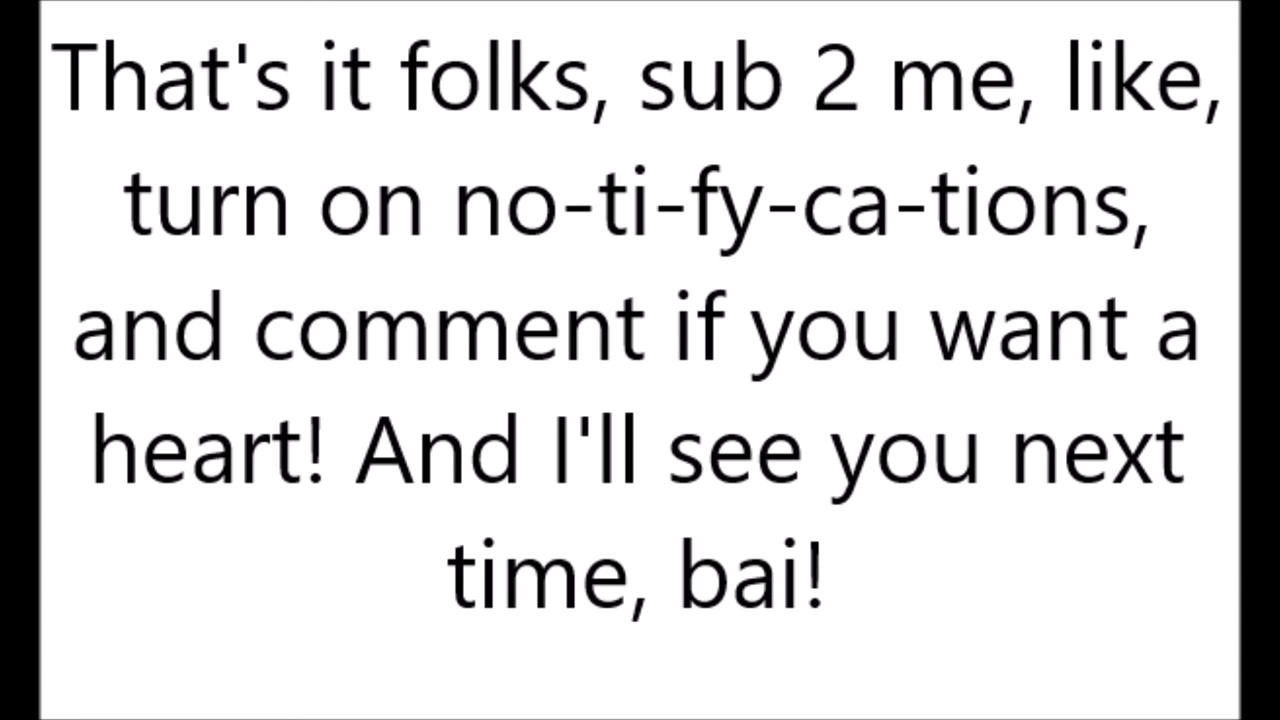 That's it folks, sub 2 me, like,
turn on no-ti-fy-ca-tions,
and comment if you want a
heart! And I'll see you next
time, bai!